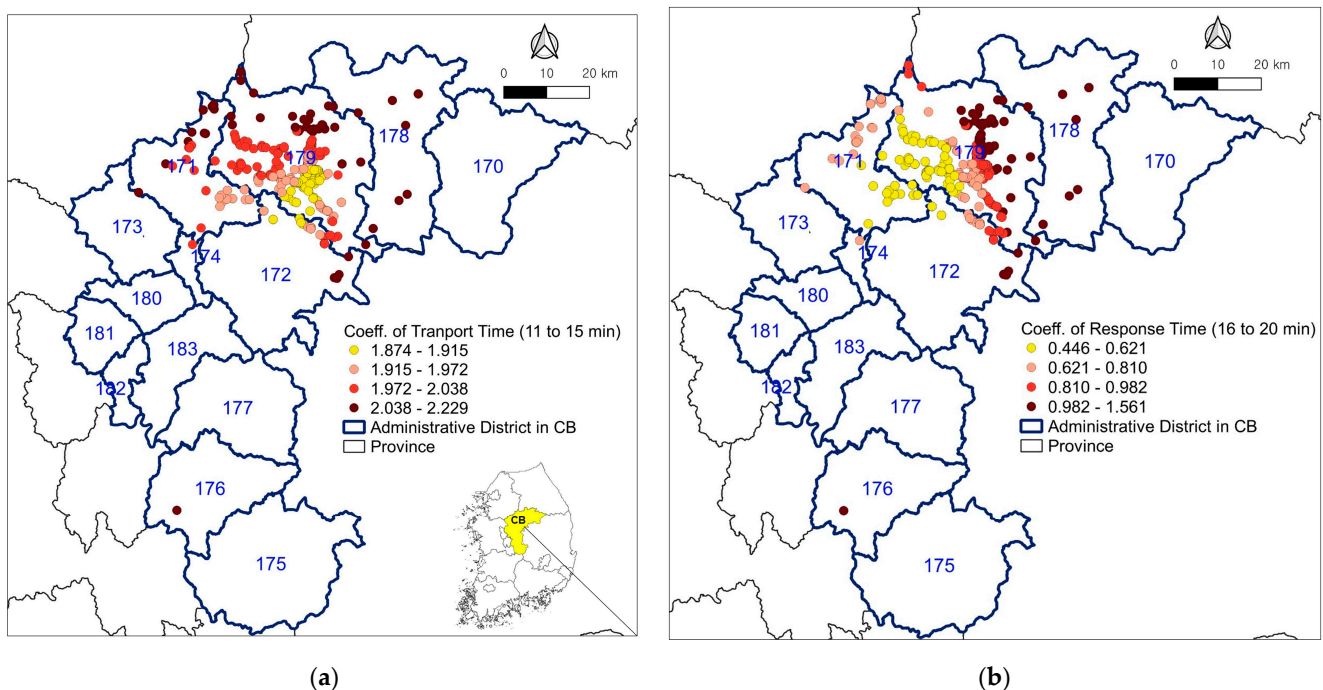 0 10 20 km
178
170
179
171
173
174
172
180
181
183
182
177
176
175
Coeff. of Tranport Time (11 to 15 min)
1.874 - 1.915
1.915 - 1.972
1.972 - 2.038
2.038 - 2.229
Administrative District in CB
Province
CB
(a)
0 10 20 km
178
170
179
171
173
174
172
180
181
183
182
177
176
175
Coeff. of Response Time (16 to 20 min)
0.446 - 0.621
0.621 - 0.810
0.810 - 0.982
0.982 - 1.561
Administrative District in CB
Province
(b)